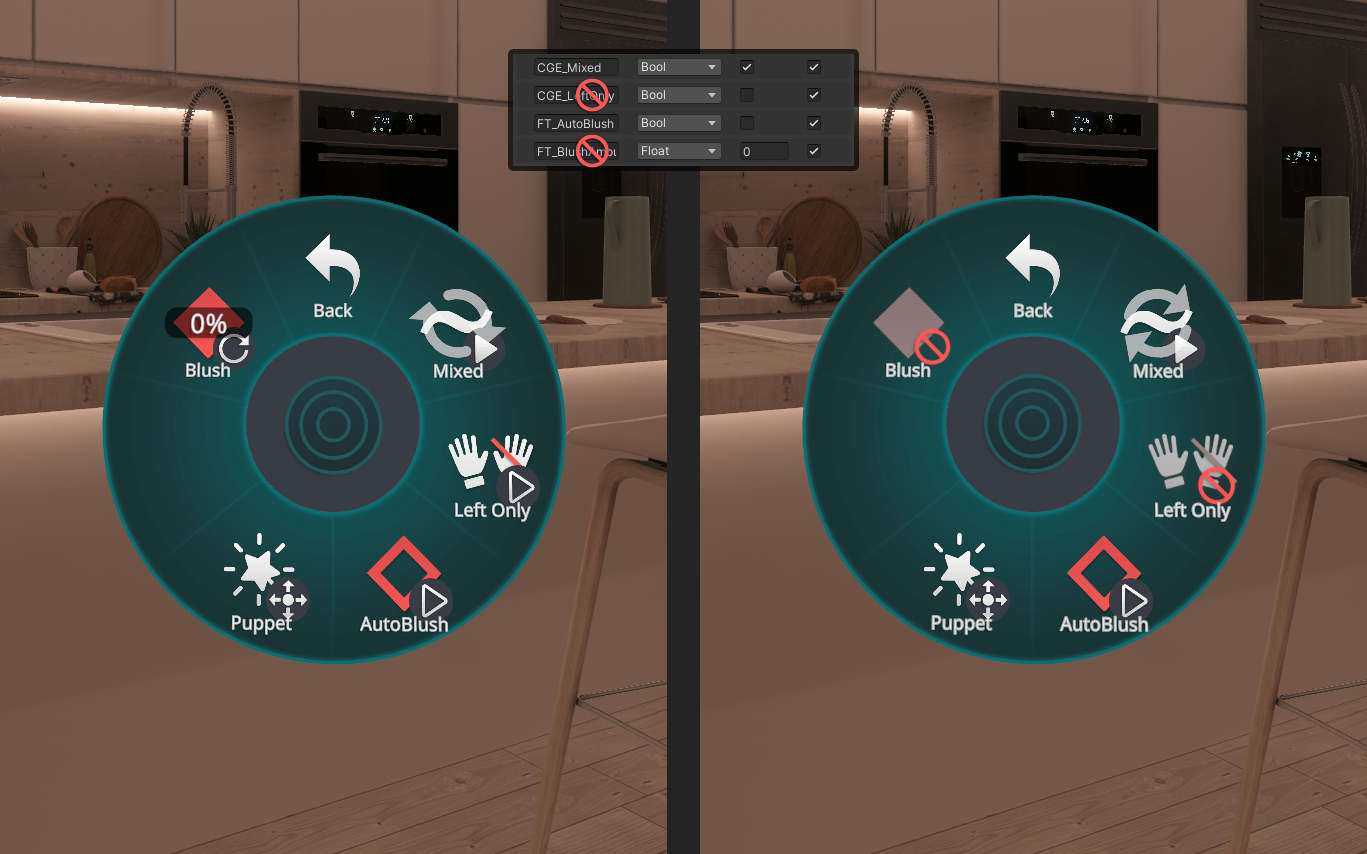 CGE_Mixed Bool
Bool
FT_AutoBlush Bool
Float 0
Back
Mixed
0%
Blush
Left Only
Puppet
AutoBlush
Back
Mixed
Blush
Left Only
Puppet
AutoBlush